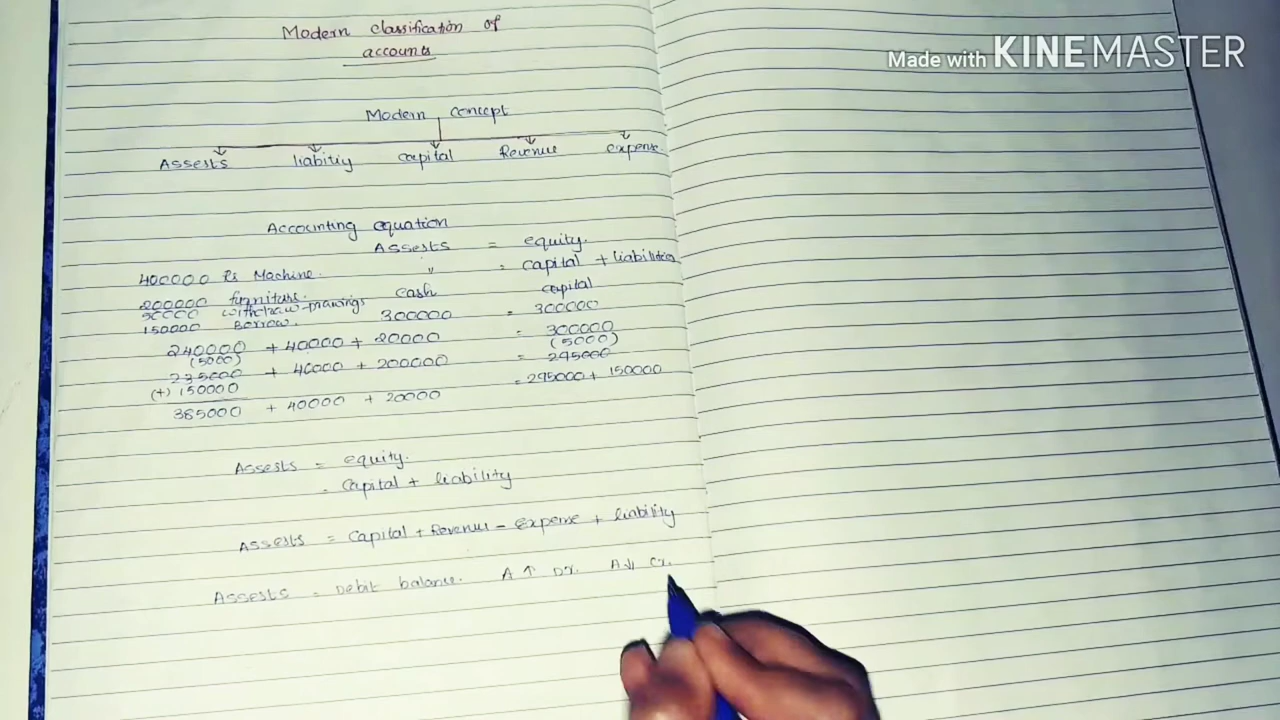 Made with KINEMASTER
Modern classification of
accounts
Modern concept
Assests liability capital Revenue expense.
Accounting equation
Assests = equity.
400000 Rs Machine. " = capital + liabilities
200000 furniture. cash capital
withdraw-drawings 300000 = 300000
150000 Borrow.
240000 + 40000 + 20000 = 300000
(5000) (5000)
235000 + 40000 + 200000 = 295000
(+) 150000 = 295000 + 150000
385000 + 40000 + 20000
Assests = equity.
= capital + liability
Assests = capital + Revenue - Expense + liability
Assests = Debit balance. A ↑ Dr. A ↓ Cr.